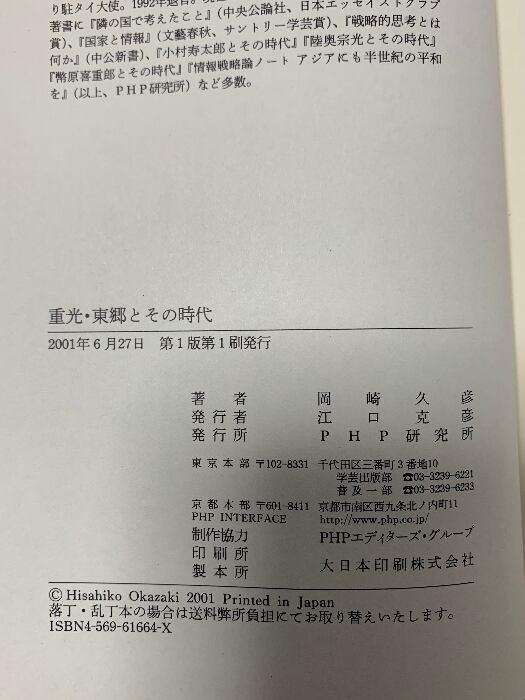 り駐タイ大使。1992年退官。
著書に『隣の国で考えたこと』(中央公論社、日本エッセイストクラブ
賞)、『国家と情報』(文藝春秋、サントリー学芸賞)、『戦略的思考とは
何か』(中公新書)、『小村寿太郎とその時代』『陸奥宗光とその時代』
『幣原喜重郎とその時代』『情報戦略論ノート アジアにも半世紀の平和
を』(以上、PHP研究所)など多数。
重光・東郷とその時代
2001年6月27日 第1版第1刷発行
著者 岡崎久彦
発行者 江口克彦
発行所 PHP研究所
東京本部 〒102-8331 千代田区三番町3番地10
学芸出版部 ☎03-3239-6221
普及一部 ☎03-3239-6233
京都本部 〒601-8411 京都市南区西九条北ノ内町11
PHP INTERFACE http://www.php.co.jp/
制作協力 PHPエディターズ・グループ
印刷所
製本所 大日本印刷株式会社
© Hisahiko Okazaki 2001 Printed in Japan
落丁・乱丁本の場合は送料弊所負担にてお取り替えいたします。
ISBN4-569-61664-X